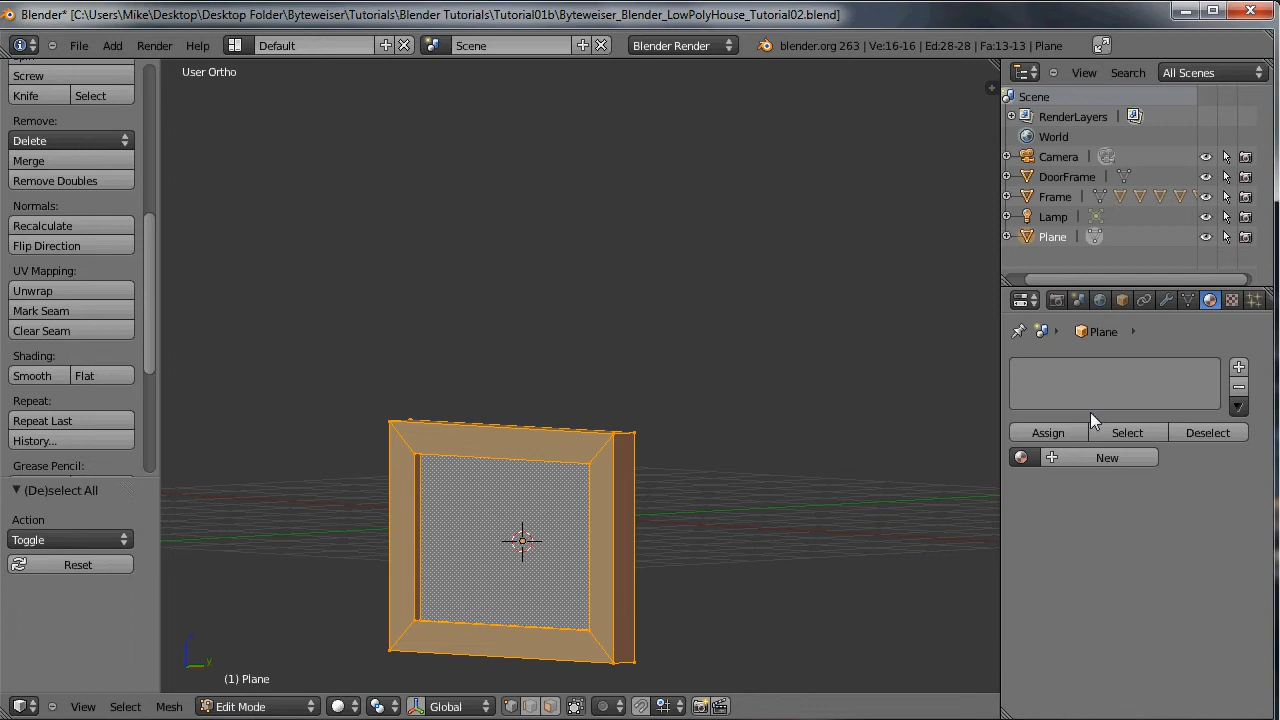 Blender* [C:\Users\Mike\Desktop\Desktop Folder\Byteweiser\Tutorials\Blender Tutorials\Tutorial01b\Byteweiser_Blender_LowPolyHouse_Tutorial02.blend]
File Add Render Help Default Scene Blender Render blender.org 263 | Ve:16-16 | Ed:28-28 | Fa:13-13 | Plane
User Ortho
Screw
Knife Select
Remove:
Delete
Merge
Remove Doubles
Normals:
Recalculate
Flip Direction
UV Mapping:
Unwrap
Mark Seam
Clear Seam
Shading:
Smooth Flat
Repeat:
Repeat Last
History...
Grease Pencil:
(De)select All
Action
Toggle
Reset
y
(1) Plane
View Select Mesh Edit Mode Global
View Search All Scenes
Scene
RenderLayers |
World
Camera |
DoorFrame |
Frame |
Lamp |
Plane |
Plane
Assign Select Deselect
New